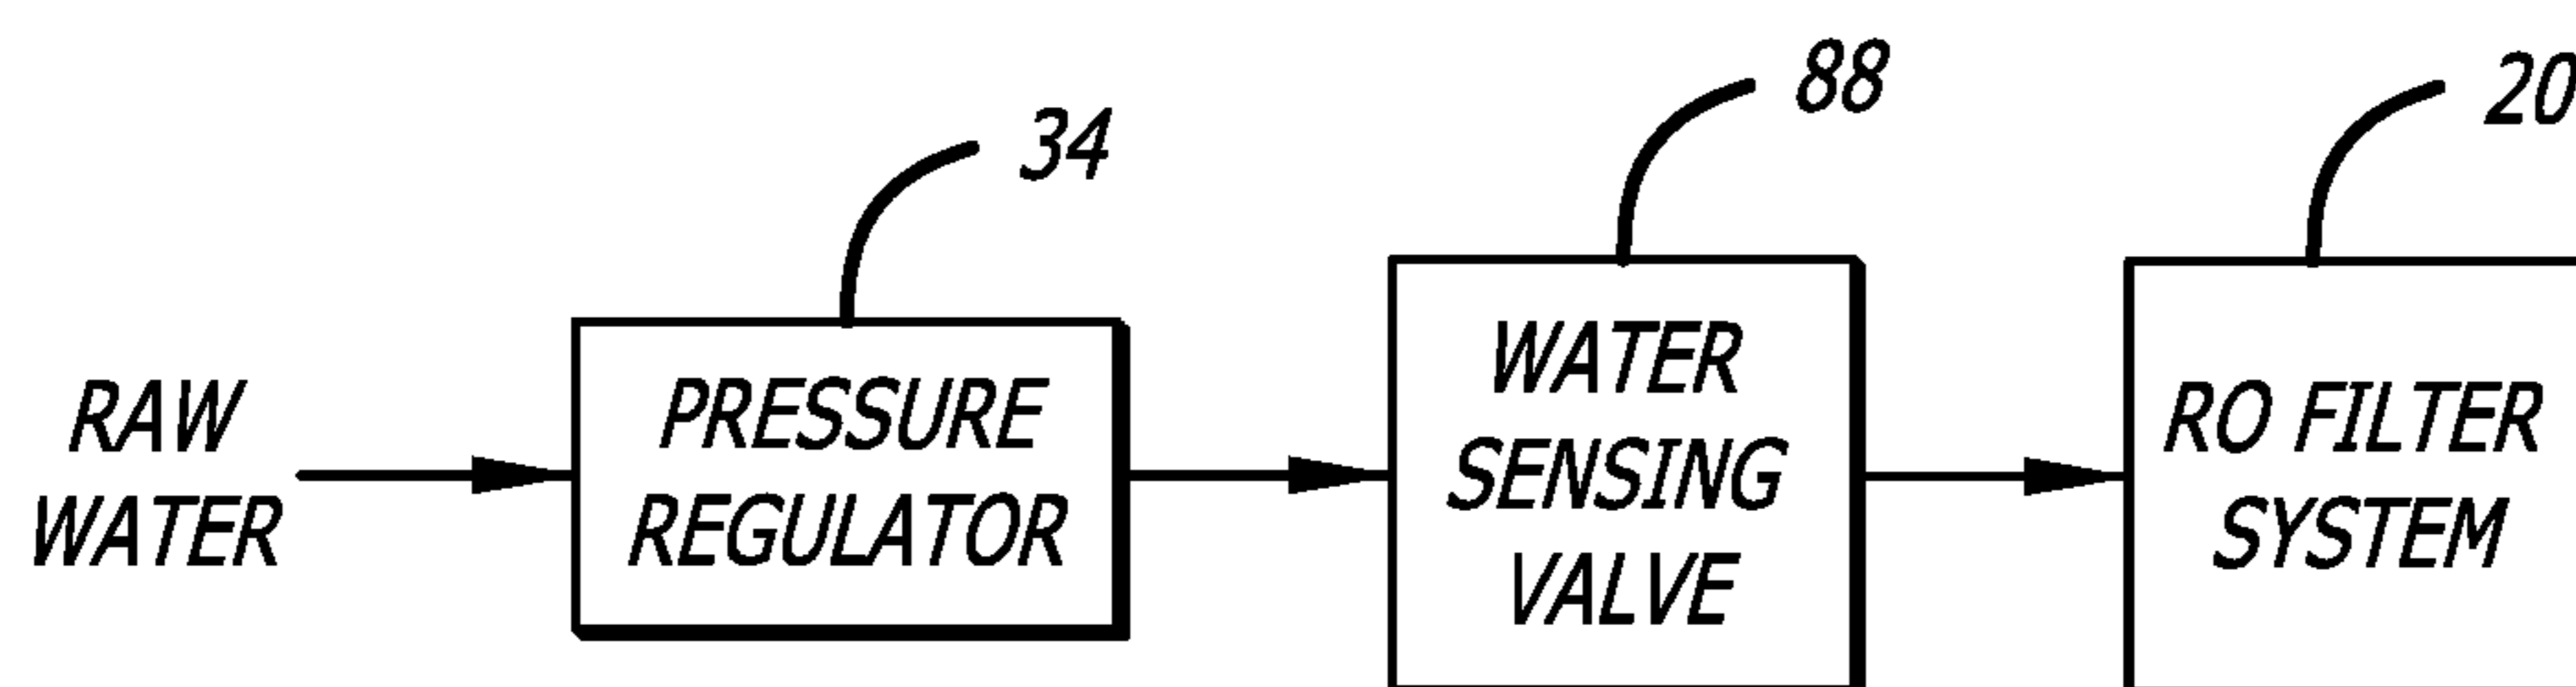 34
88
20
RAW
WATER
PRESSURE
REGULATOR
WATER
SENSING
VALVE
RO FILTER
SYSTEM